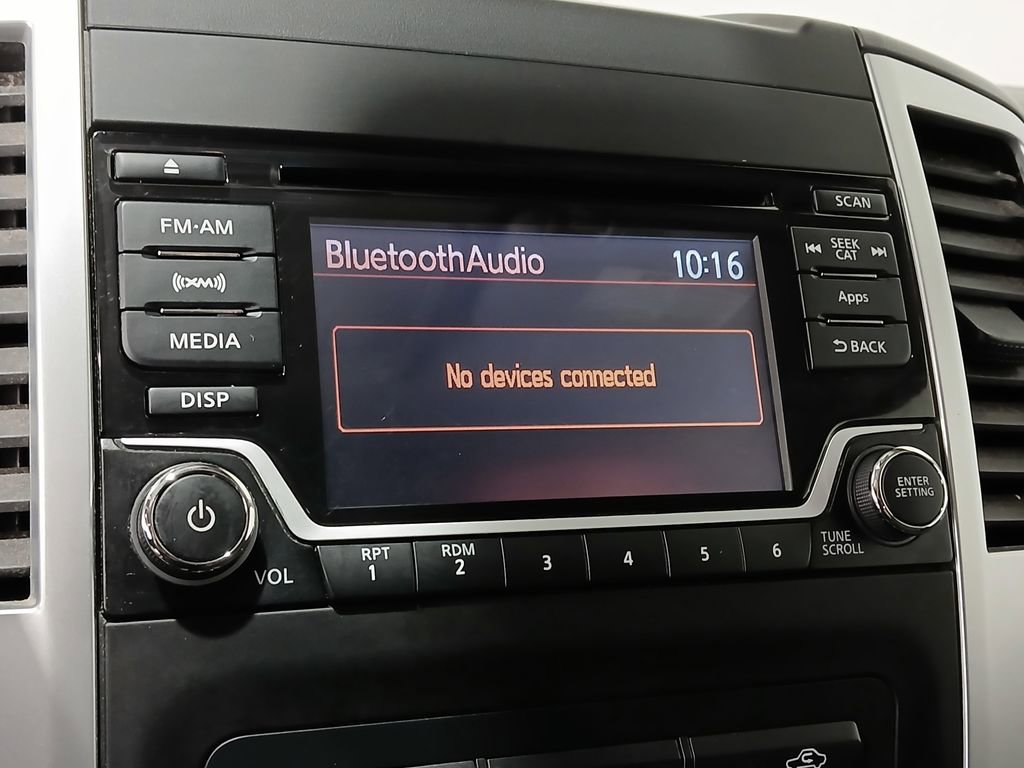 FM·AM
XM
MEDIA
DISP
VOL
BluetoothAudio 10:16
No devices connected
SCAN
SEEK
CAT
Apps
BACK
ENTER
SETTING
TUNE
SCROLL
RPT
1
RDM
2
3
4
5
6